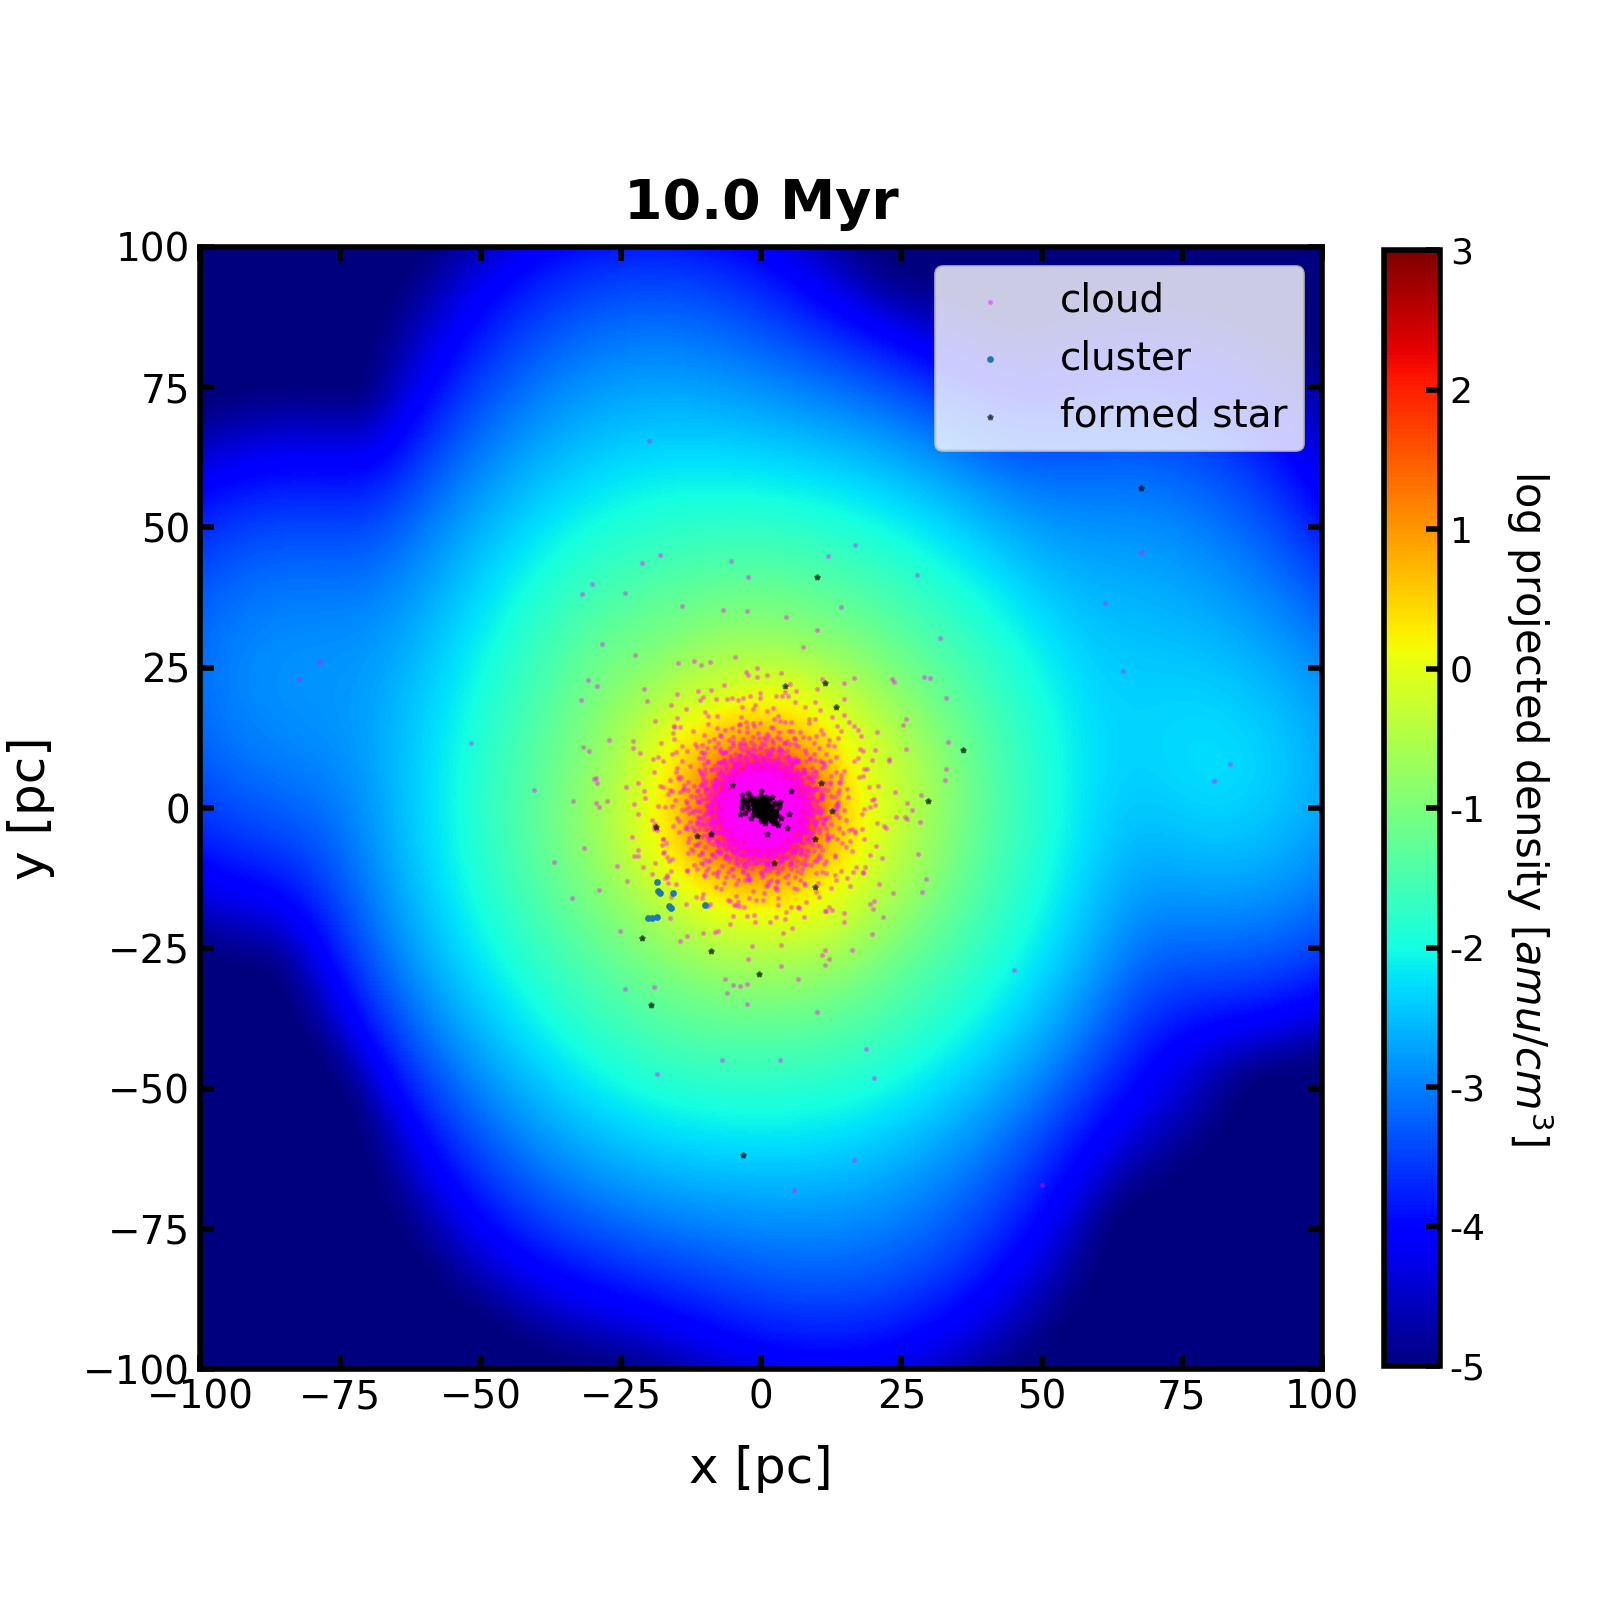 10.0 Myr
cloud
cluster
formed star
100
75
50
25
0
−25
−50
−75
−100
y [pc]
−100 −75 −50 −25 0 25 50 75 100
x [pc]
3
2
1
0
-1
-2
-3
-4
-5
log projected density [amu/cm³]